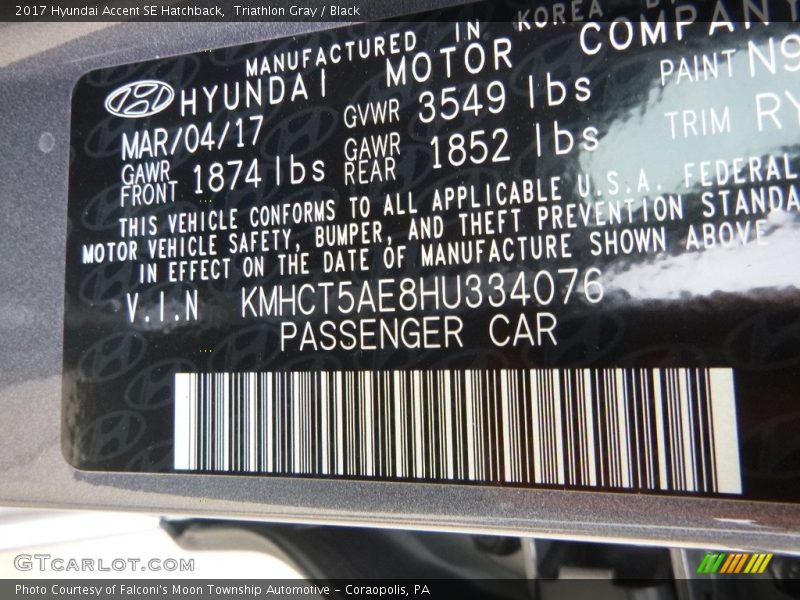 2017 Hyundai Accent SE Hatchback,  Triathlon Gray / Black
MANUFACTURED IN KOREA
HYUNDAI MOTOR COMPANY
MAR/04/17 GVWR 3549 lbs PAINT N9
GAWR FRONT 1874 lbs GAWR REAR 1852 lbs TRIM RY
THIS VEHICLE CONFORMS TO ALL APPLICABLE U.S.A. FEDERAL
MOTOR VEHICLE SAFETY, BUMPER, AND THEFT PREVENTION STANDA
IN EFFECT ON THE DATE OF MANUFACTURE SHOWN ABOVE
V.I.N KMHCT5AE8HU334076
PASSENGER CAR
GTcarlot.com
Photo Courtesy of Falconi's Moon Township Automotive – Coraopolis, PA